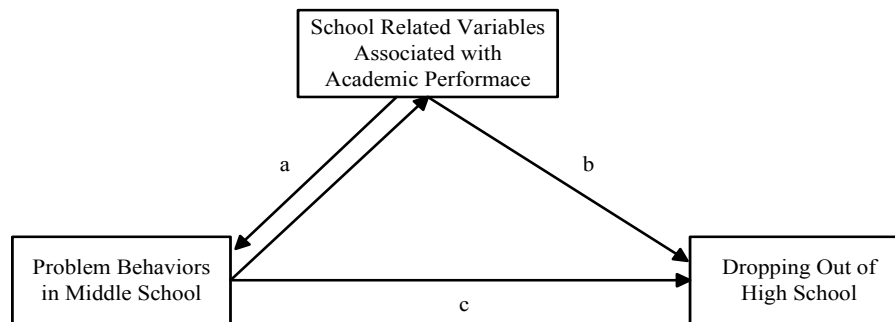 School Related Variables
Associated with
Academic Performace
a
b
Problem Behaviors
in Middle School
Dropping Out of
High School
c